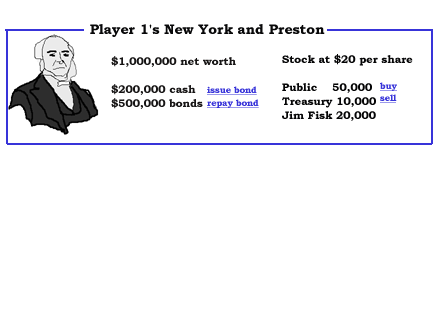 Player 1's New York and Preston
$1,000,000 net worth
$200,000 cash issue bond
$500,000 bonds repay bond
Stock at $20 per share
Public 50,000 buy
Treasury 10,000 sell
Jim Fisk 20,000